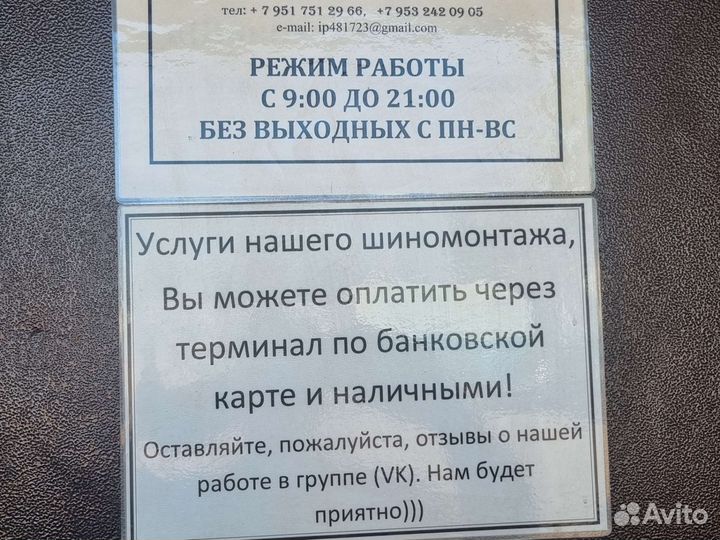 тел: + 7 951 751 29 66, +7 953 242 09 05
e-mail: ip481723@gmail.com
РЕЖИМ РАБОТЫ
С 9:00 ДО 21:00
БЕЗ ВЫХОДНЫХ С ПН-ВС
Услуги нашего шиномонтажа,
Вы можете оплатить через
терминал по банковской
карте и наличными!
Оставляйте, пожалуйста, отзывы о нашей
работе в группе (VK). Нам будет
приятно)))
Avito